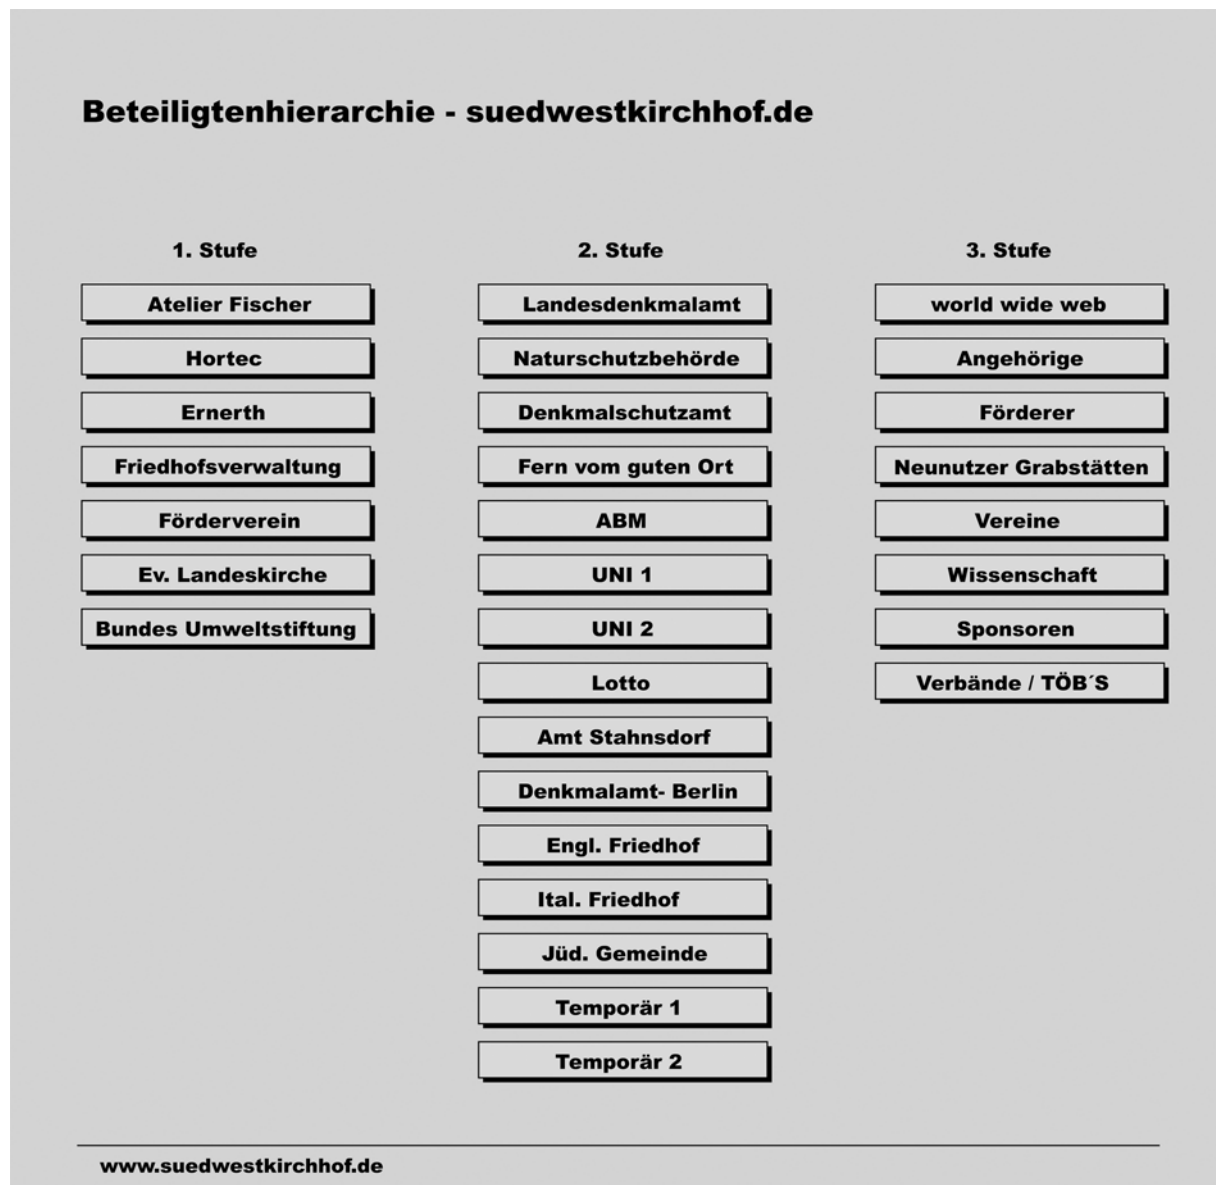 Beteiligtenhierarchie - suedwestkirchhof.de
1. Stufe
Atelier Fischer
Hortec
Ernerth
Friedhofsverwaltung
Förderverein
Ev. Landeskirche
Bundes Umweltstiftung
2. Stufe
Landesdenkmalamt
Naturschutzbehörde
Denkmalschutzamt
Fern vom guten Ort
ABM
UNI 1
UNI 2
Lotto
Amt Stahnsdorf
Denkmalamt- Berlin
Engl. Friedhof
Ital. Friedhof
Jüd. Gemeinde
Temporär 1
Temporär 2
3. Stufe
world wide web
Angehörige
Förderer
Neunutzer Grabstätten
Vereine
Wissenschaft
Sponsoren
Verbände / TÖB´S
www.suedwestkirchhof.de